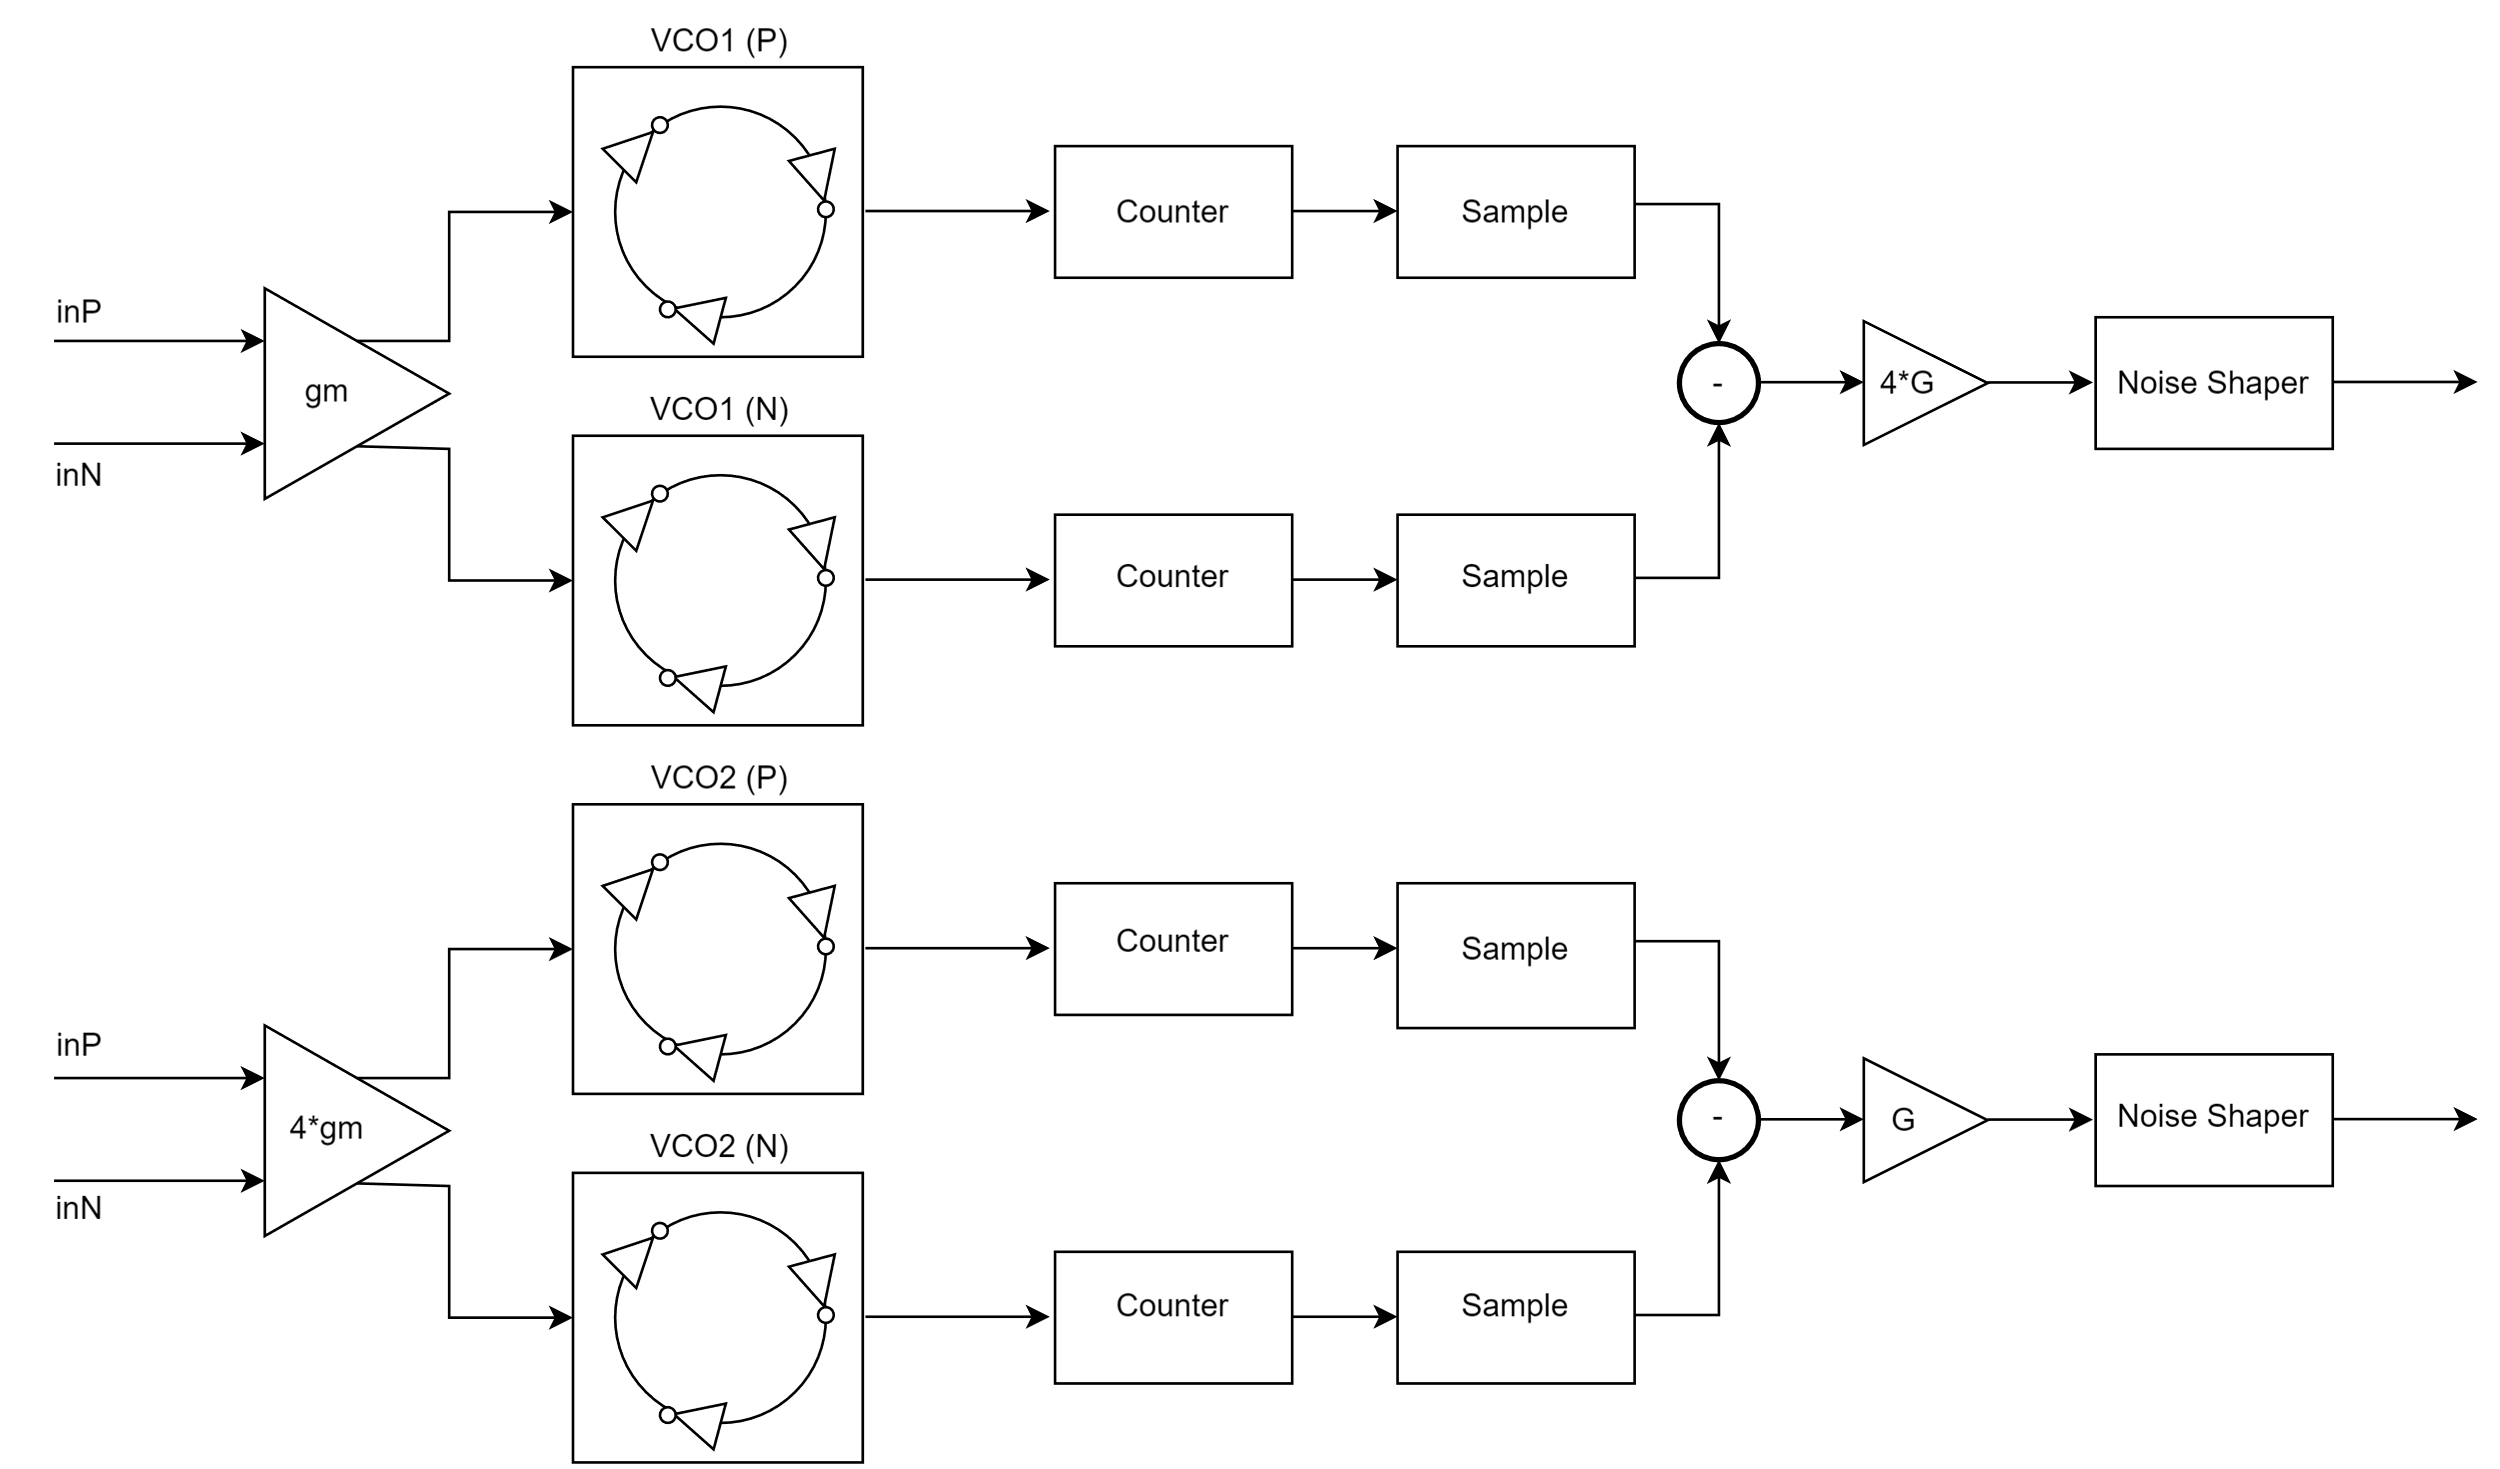 VCO1 (P)
Counter
Sample
inP
gm
inN
VCO1 (N)
-
4*G
Noise Shaper
Counter
Sample
VCO2 (P)
Counter
Sample
inP
4*gm
inN
VCO2 (N)
-
G
Noise Shaper
Counter
Sample